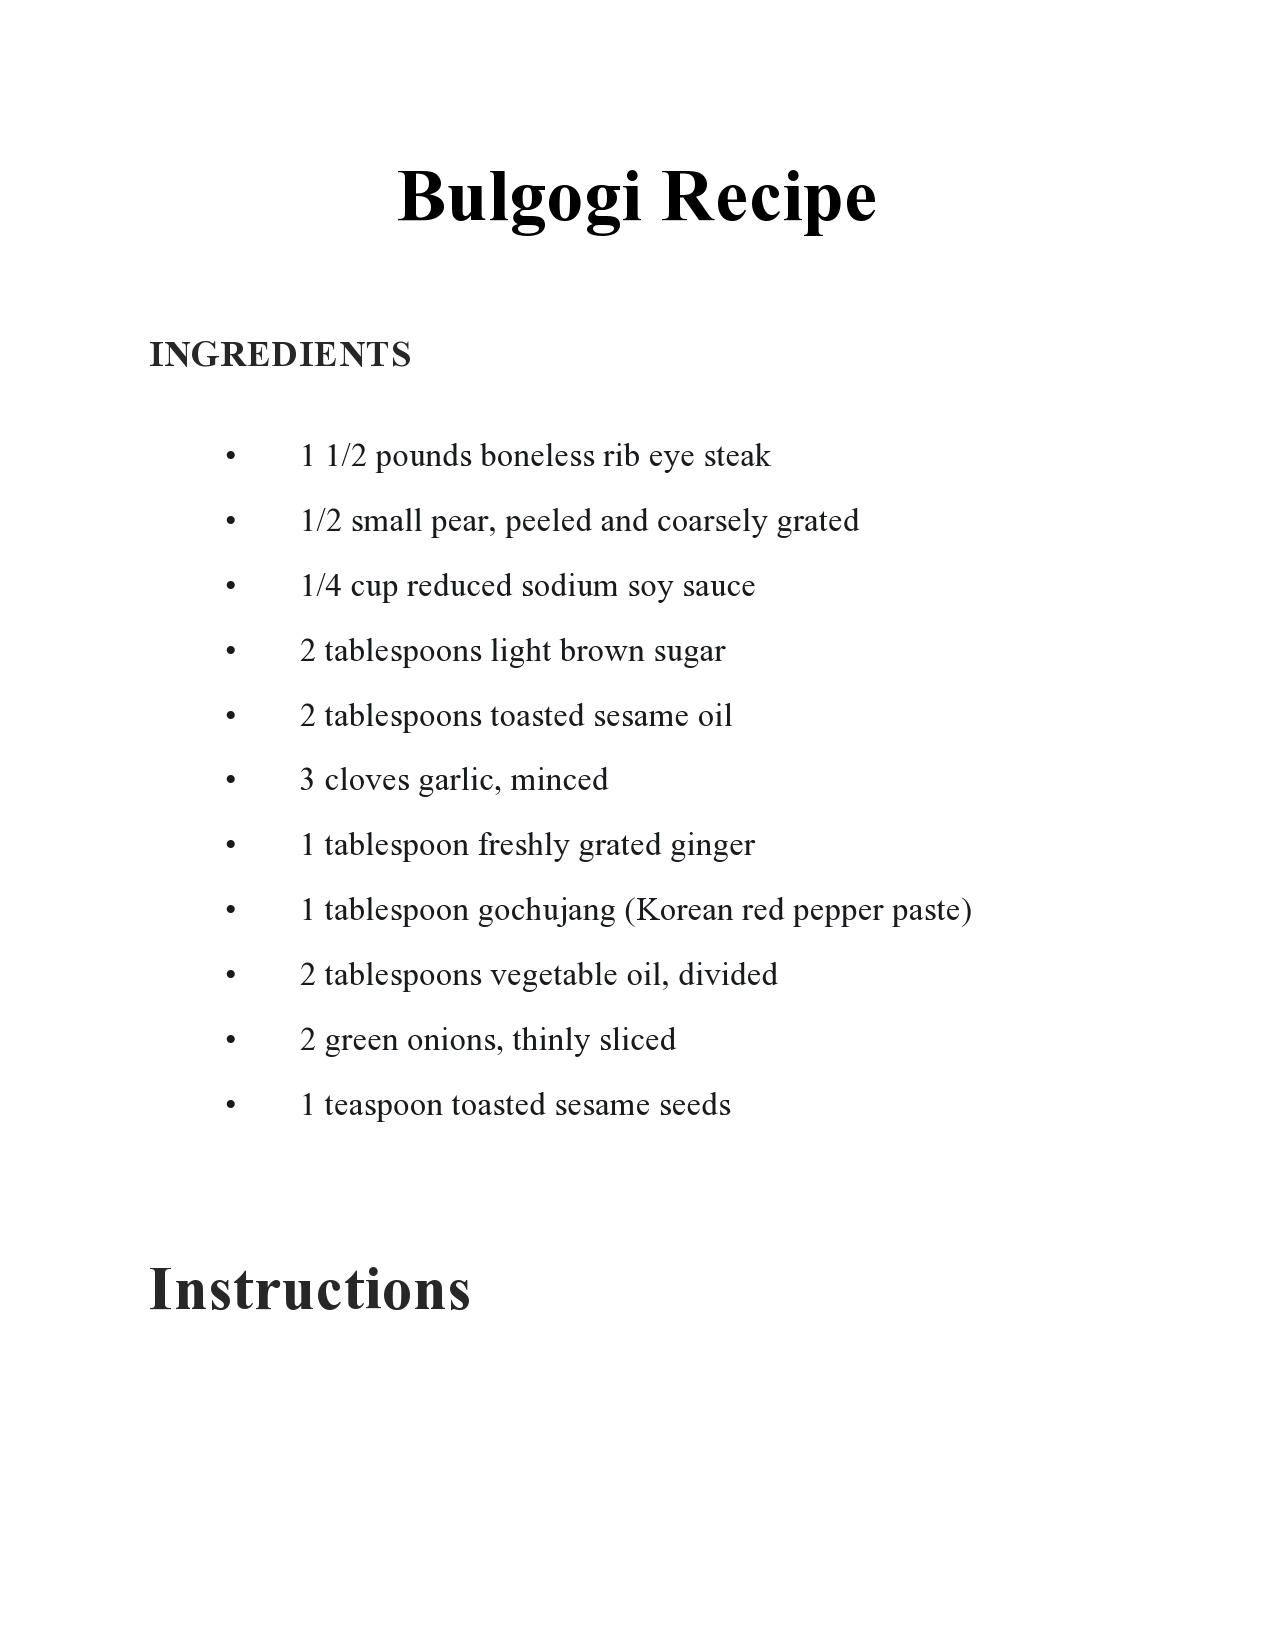 Bulgogi Recipe
INGREDIENTS
• 1 1/2 pounds boneless rib eye steak
• 1/2 small pear, peeled and coarsely grated
• 1/4 cup reduced sodium soy sauce
• 2 tablespoons light brown sugar
• 2 tablespoons toasted sesame oil
• 3 cloves garlic, minced
• 1 tablespoon freshly grated ginger
• 1 tablespoon gochujang (Korean red pepper paste)
• 2 tablespoons vegetable oil, divided
• 2 green onions, thinly sliced
• 1 teaspoon toasted sesame seeds
Instructions